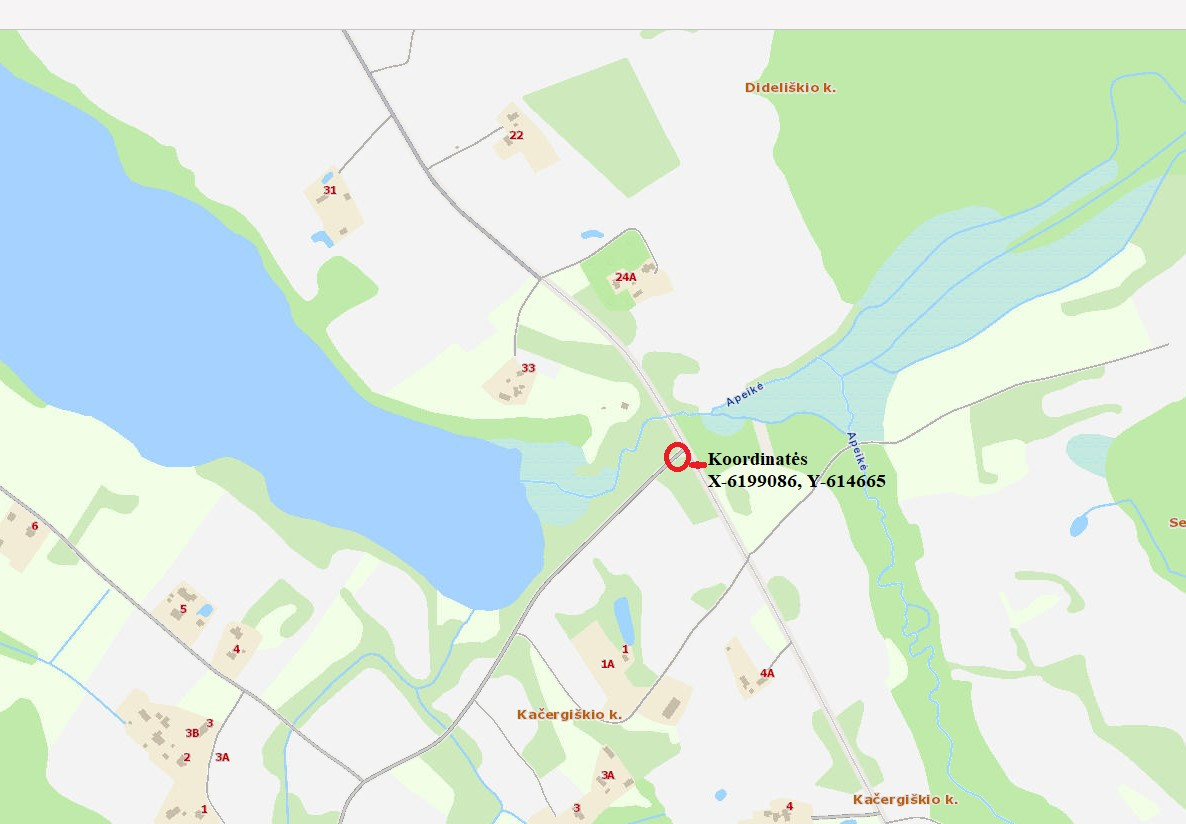 Dideliškio k.
22
31
24A
33
Apeikė
Apeikė
Koordinatės
X-6199086, Y-614665
6
Se
5
4
1
1A
4A
Kačergiškio k.
3
3B
2
3A
3A
Kačergiškio k.
1
3
4